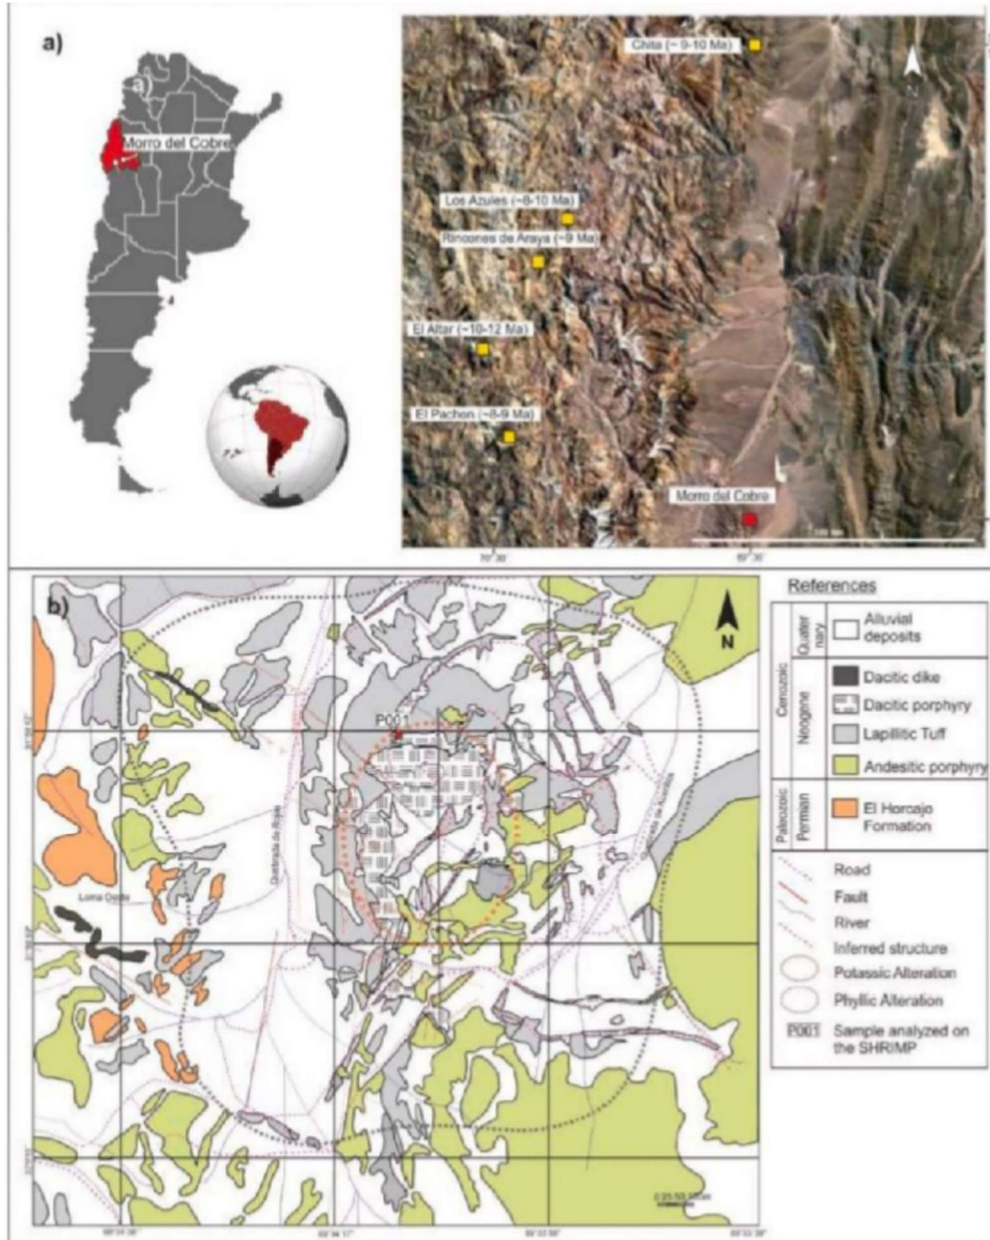 a)
a)
Morro del Cobre
Chita (~ 9-10 Ma)
N
Los Azules (~8-10 Ma)
Rincones de Araya (~9 Ma)
El Altar (~10-12 Ma)
El Pachon (~8-9 Ma)
Morro del Cobre
b)
N
P001
Loma
References
Cenozoic
Quater
nary
Neogene
Paleozoic
Permian
Alluvial
deposits
Dacitic dike
Dacitic porphyry
Lapillitic Tuff
Andesitic porphyry
El Horcajo
Formation
Road
Fault
River
Inferred structure
Potassic Alteration
Phyllic Alteration
P001 Sample analyzed on
the SHRIMP